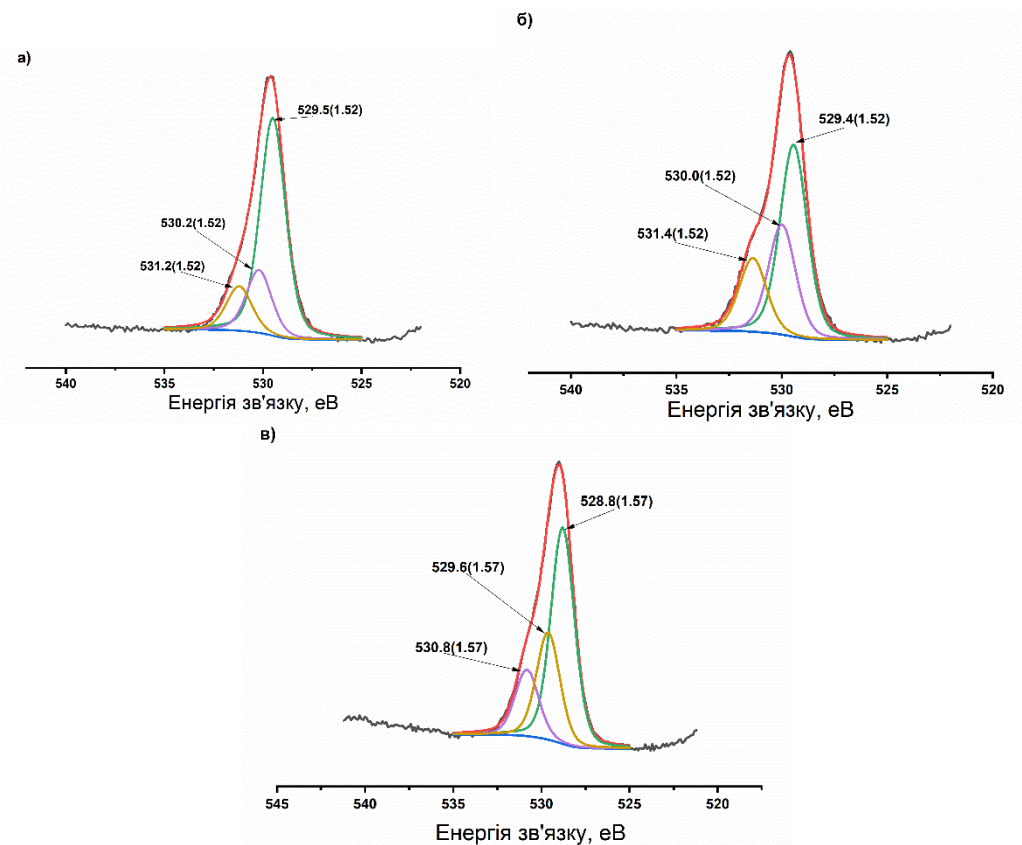 а)
529.5(1.52)
530.2(1.52)
531.2(1.52)
540 535 530 525 520
Енергія зв'язку, еВ
б)
529.4(1.52)
530.0(1.52)
531.4(1.52)
540 535 530 525 520
Енергія зв'язку, еВ
в)
528.8(1.57)
529.6(1.57)
530.8(1.57)
545 540 535 530 525 520
Енергія зв'язку, еВ